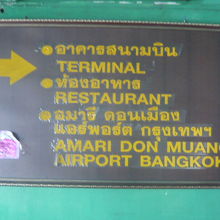 อาคารสนามบิน
TERMINAL
ห้องอาหาร
RESTAURANT
อมารี ดอนเมือง
แอร์พอร์ต กรุงเทพฯ
AMARI DON MUANG
AIRPORT BANGKOK